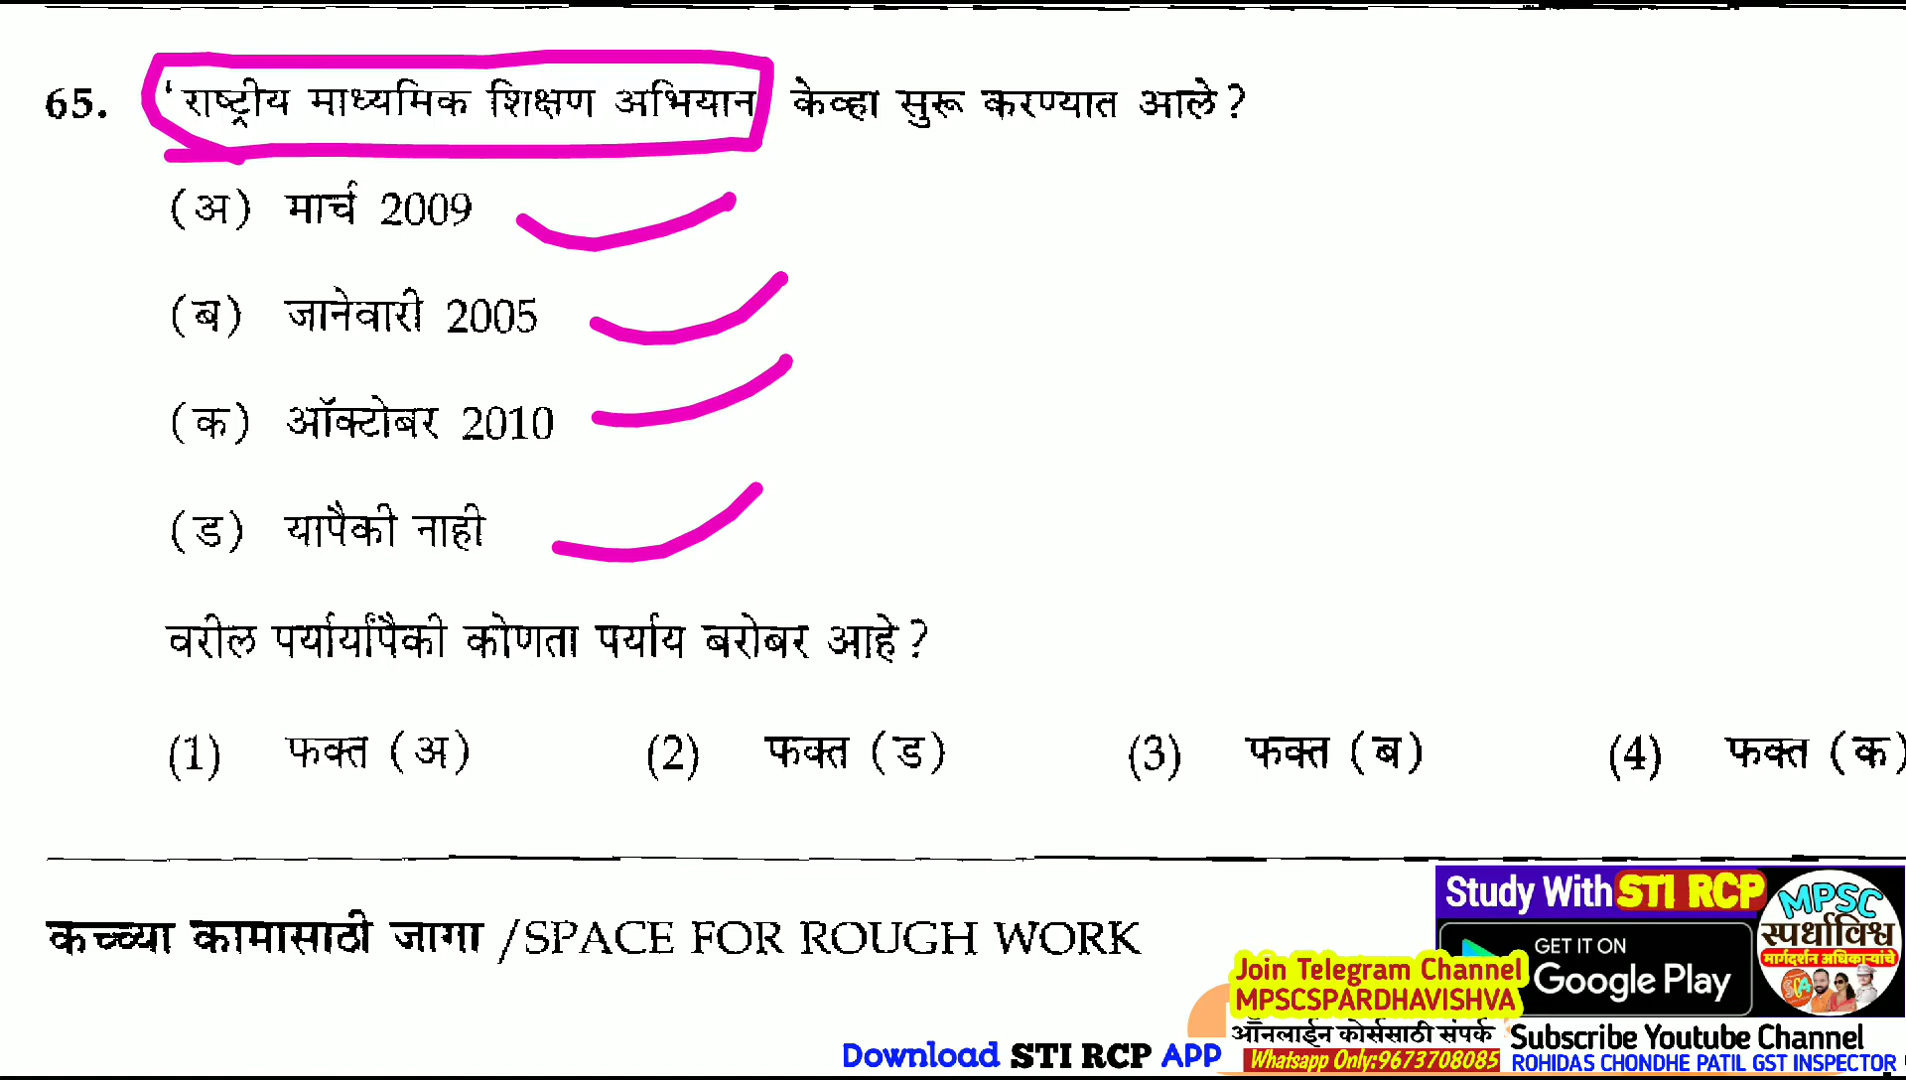 65. 'राष्ट्रीय माध्यमिक शिक्षण अभियान केव्हा सुरू करण्यात आले?
(अ) मार्च 2009
(ब) जानेवारी 2005
(क) ऑक्टोबर 2010
(ड) यापैकी नाही
वरील पर्यायांपैकी कोणता पर्याय बरोबर आहे?
(1) फक्त (अ) (2) फक्त (ड) (3) फक्त (ब) (4) फक्त (क)
कच्च्या कामासाठी जागा /SPACE FOR ROUGH WORK
Study With STI RCP
GET IT ON
Google Play
MPSC
स्पर्धाविश्व
मार्गदर्शन अधिकाऱ्यांचे
Join Telegram Channel
MPSCSPARDHAVISHVA
ऑनलाईन कोर्ससाठी संपर्क
Whatsapp Only:9673708085
Download STI RCP APP
Subscribe Youtube Channel
ROHIDAS CHONDHE PATIL GST INSPECTOR